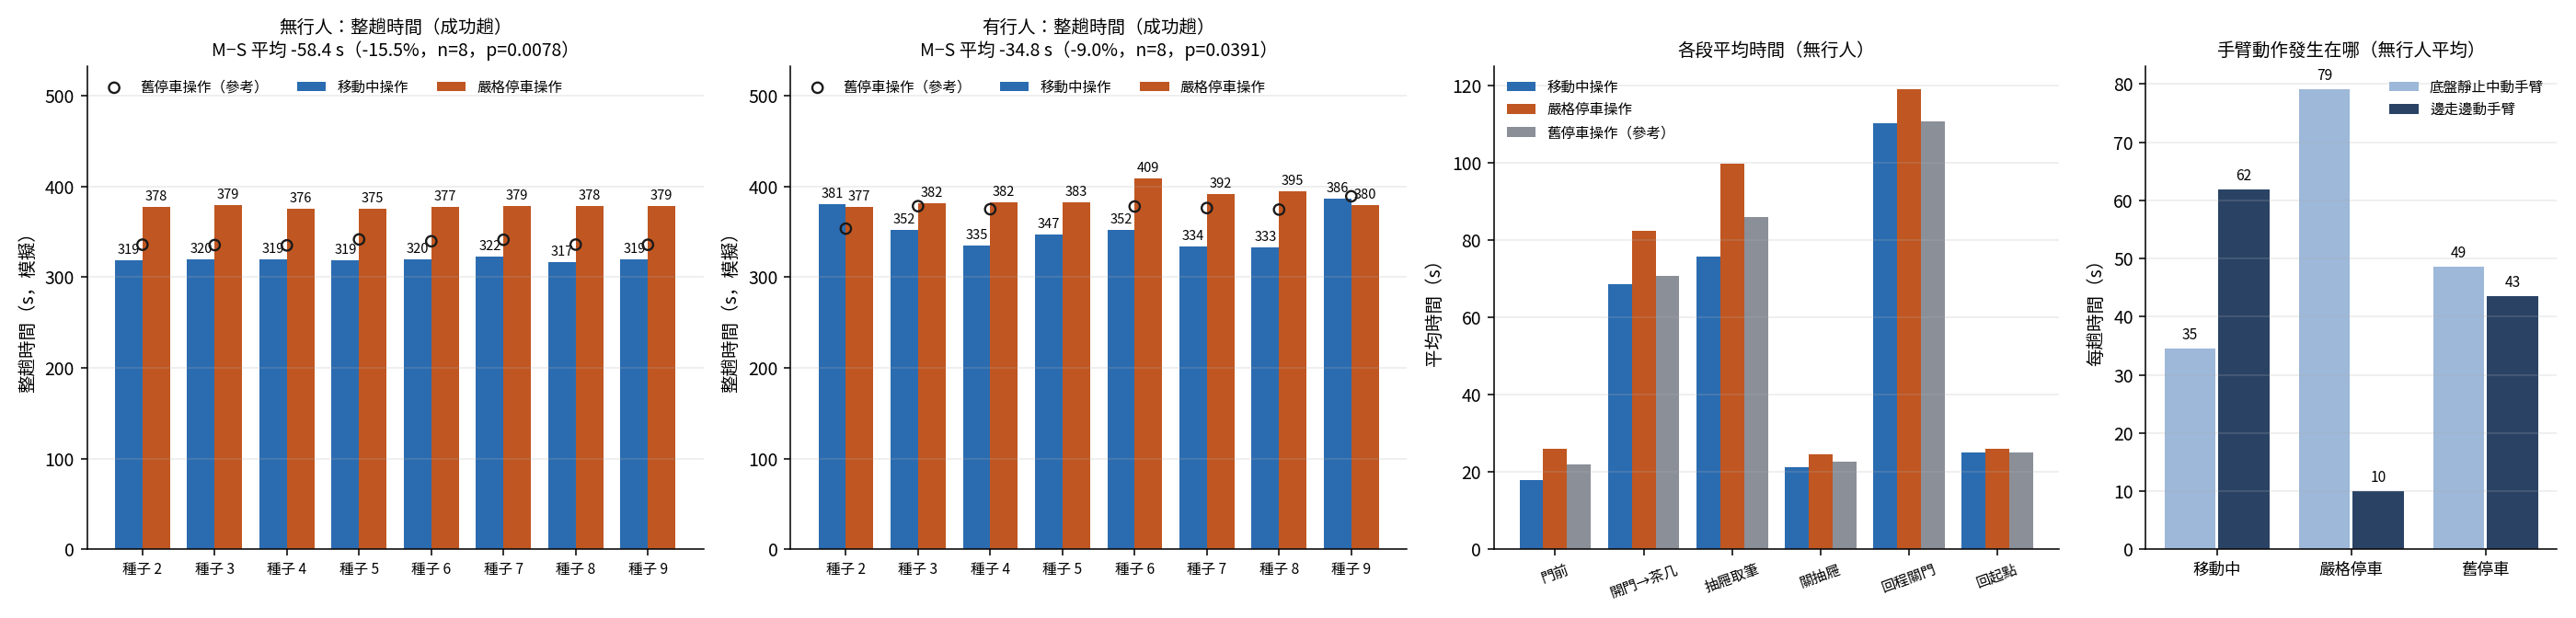 無行人：整趟時間（成功趟）
M−S 平均 -58.4 s（-15.5%，n=8，p=0.0078）
舊停車操作（參考）
移動中操作
嚴格停車操作
整趟時間（s，模擬）
500
400
300
200
100
0
319 378
320 379
319 376
319 375
320 377
322 379
317 378
319 379
種子 2
種子 3
種子 4
種子 5
種子 6
種子 7
種子 8
種子 9
有行人：整趟時間（成功趟）
M−S 平均 -34.8 s（-9.0%，n=8，p=0.0391）
舊停車操作（參考）
移動中操作
嚴格停車操作
整趟時間（s，模擬）
500
400
300
200
100
0
381 377
352 382
335 382
347 383
352 409
334 392
333 395
386 380
種子 2
種子 3
種子 4
種子 5
種子 6
種子 7
種子 8
種子 9
各段平均時間（無行人）
移動中操作
嚴格停車操作
舊停車操作（參考）
平均時間（s）
120
100
80
60
40
20
0
門前
開門→茶几
抽屜取筆
關抽屜
回程關門
回起點
手臂動作發生在哪（無行人平均）
底盤靜止中動手臂
邊走邊動手臂
每趟時間（s）
80
70
60
50
40
30
20
10
0
35 62
79 10
49 43
移動中
嚴格停車
舊停車